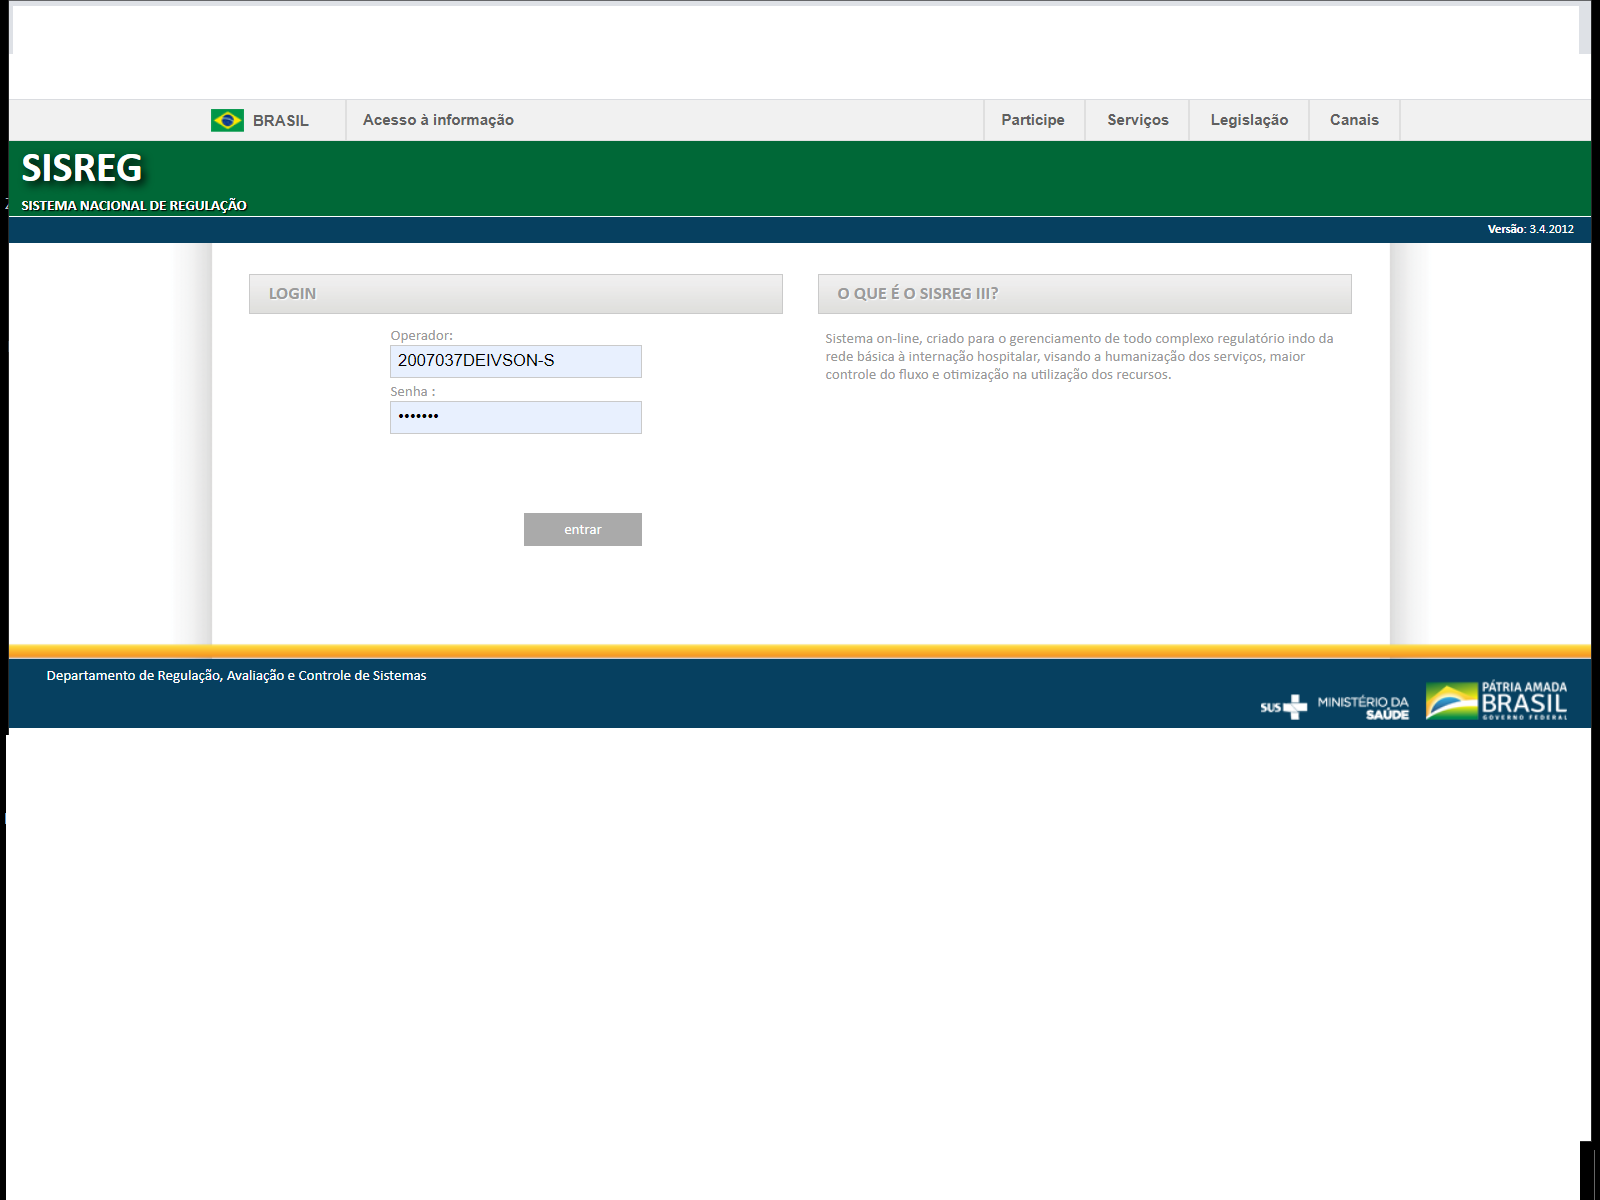 BRASIL
Acesso à informação
Participe
Serviços
Legislação
Canais
SISREG
SISTEMA NACIONAL DE REGULAÇÃO
Versão: 3.4.2012
LOGIN
Operador:
2007037DEIVSON-S
Senha :
•••••••
entrar
O QUE É O SISREG III?
Sistema on-line, criado para o gerenciamento de todo complexo regulatório indo da
rede básica à internação hospitalar, visando a humanização dos serviços, maior
controle do fluxo e otimização na utilização dos recursos.
Departamento de Regulação, Avaliação e Controle de Sistemas
SUS
MINISTÉRIO DA
SAÚDE
PÁTRIA AMADA
BRASIL
GOVERNO FEDERAL